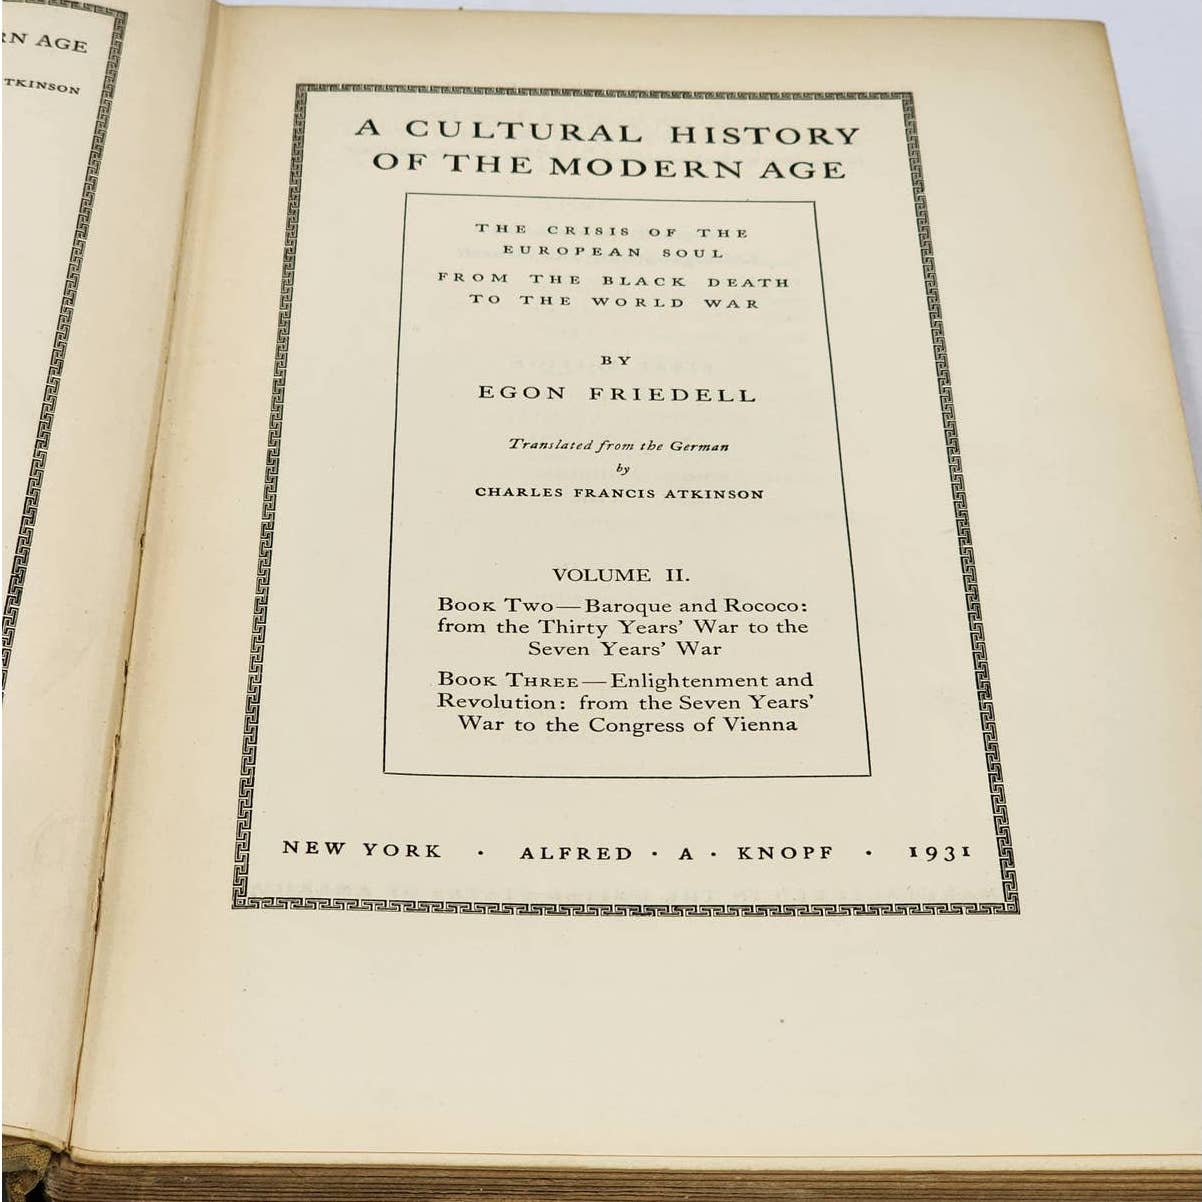 RN AGE
TKINSON
A CULTURAL HISTORY
OF THE MODERN AGE
THE CRISIS OF THE
EUROPEAN SOUL
FROM THE BLACK DEATH
TO THE WORLD WAR
BY
EGON FRIEDELL
Translated from the German
by
CHARLES FRANCIS ATKINSON
VOLUME II.
BOOK TWO—Baroque and Rococo:
from the Thirty Years' War to the
Seven Years' War
BOOK THREE—Enlightenment and
Revolution: from the Seven Years'
War to the Congress of Vienna
NEW YORK · ALFRED · A · KNOPF · 1931